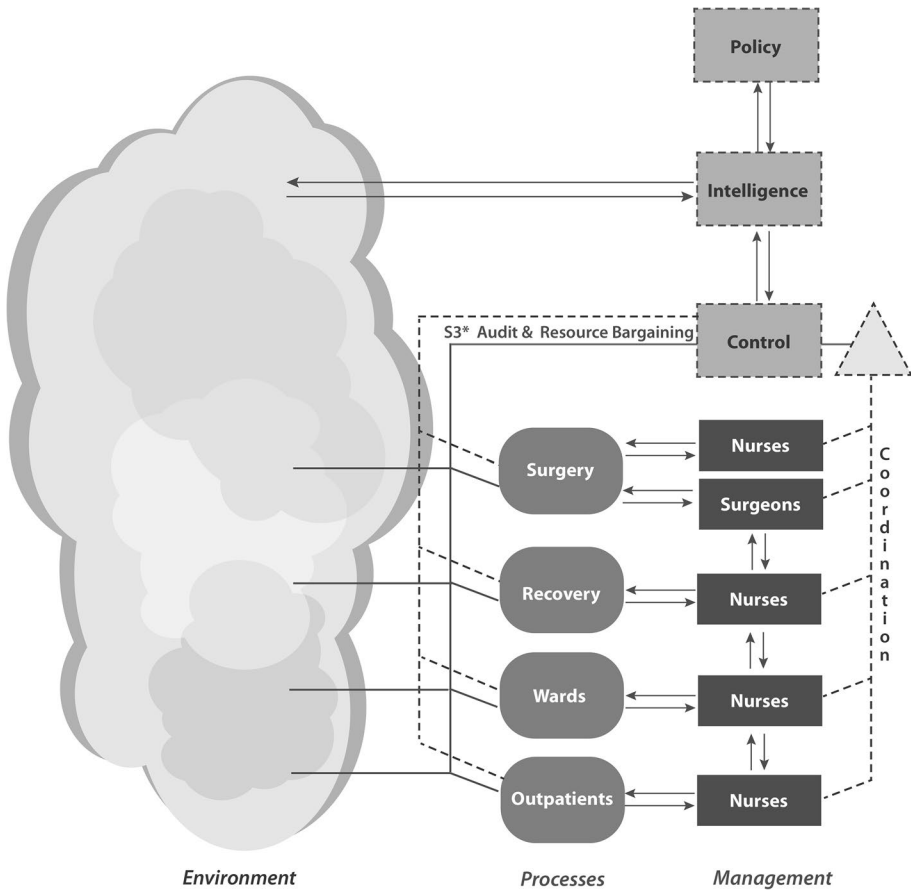 Policy
Intelligence
S3* Audit & Resource Bargaining
Control
Surgery
Nurses
Surgeons
Recovery
Nurses
Wards
Nurses
Outpatients
Nurses
Coordination
Environment
Processes
Management